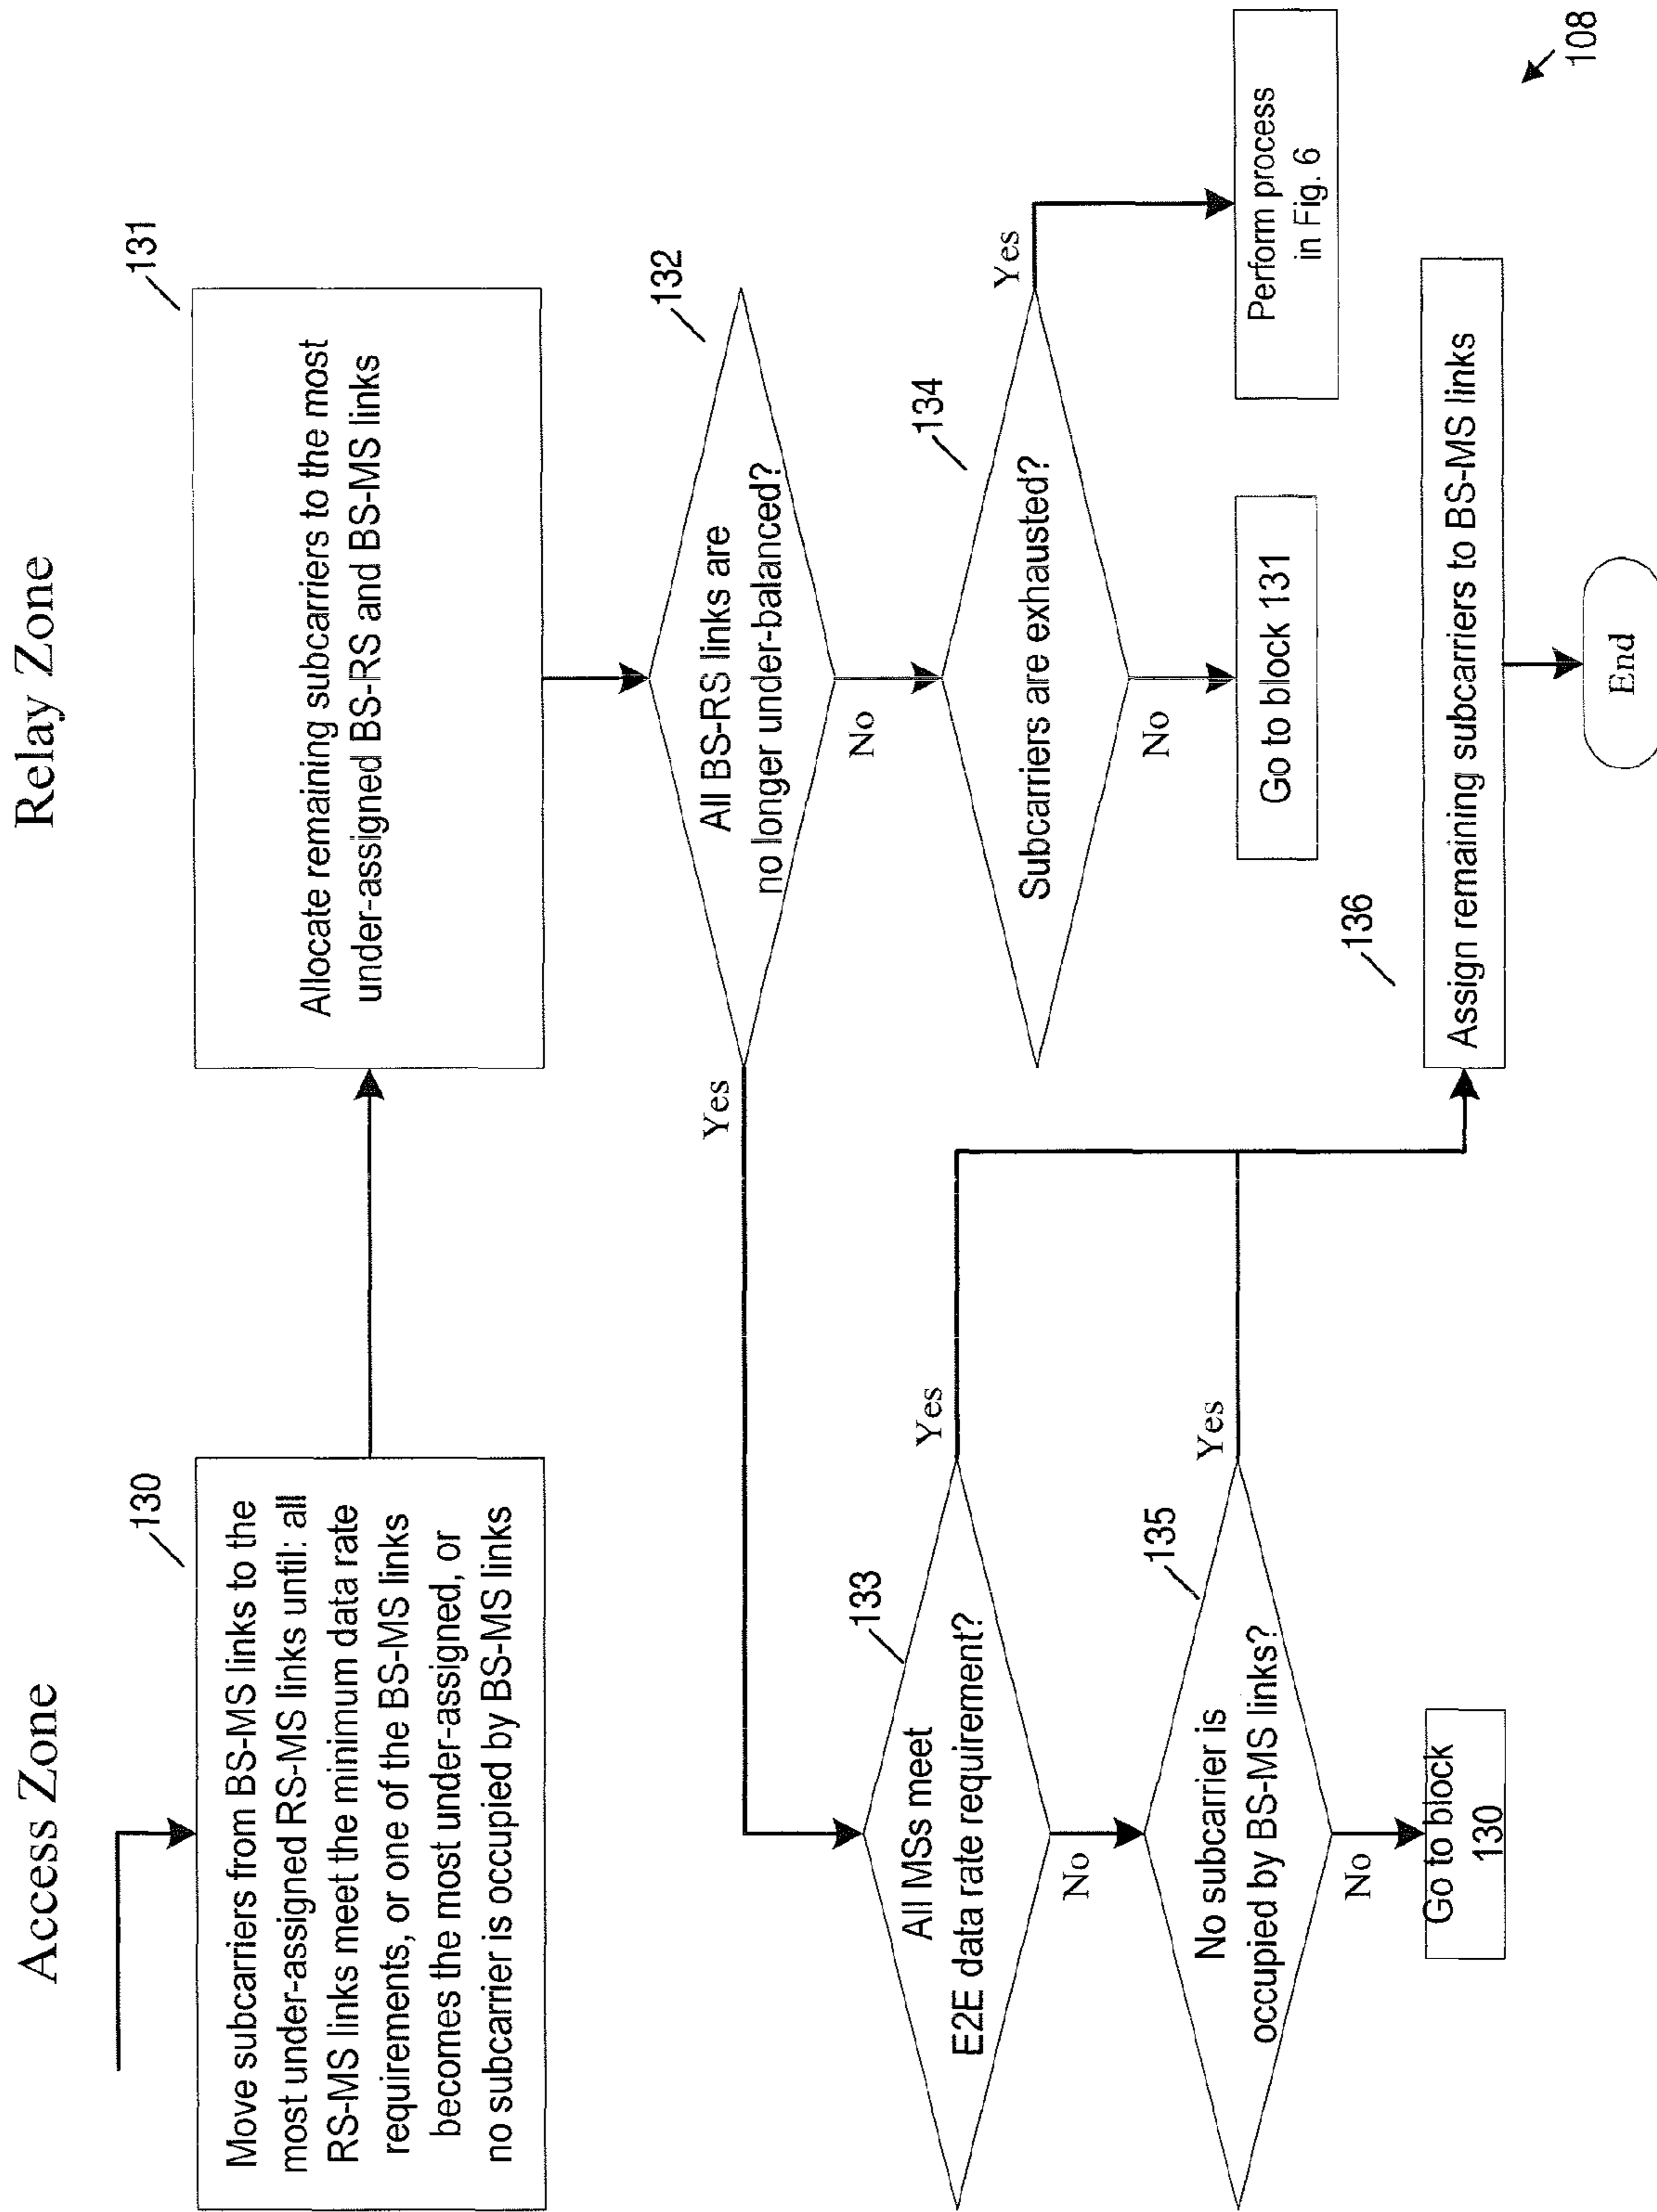 Access Zone
Relay Zone
130
Move subcarriers from BS-MS links to the
most under-assigned RS-MS links until: all
RS-MS links meet the minimum data rate
requirements, or one of the BS-MS links
becomes the most under-assigned, or
no subcarrier is occupied by BS-MS links
131
Allocate remaining subcarriers to the most
under-assigned BS-RS and BS-MS links
132
All BS-RS links are
no longer under-balanced?
Yes
No
133
All MSs meet
E2E data rate requirement?
Yes
No
134
Subcarriers are exhausted?
Yes
No
135
No subcarrier is
occupied by BS-MS links?
Yes
No
Go to block
130
Go to block 131
Perform process
in Fig. 6
136
Assign remaining subcarriers to BS-MS links
End
108